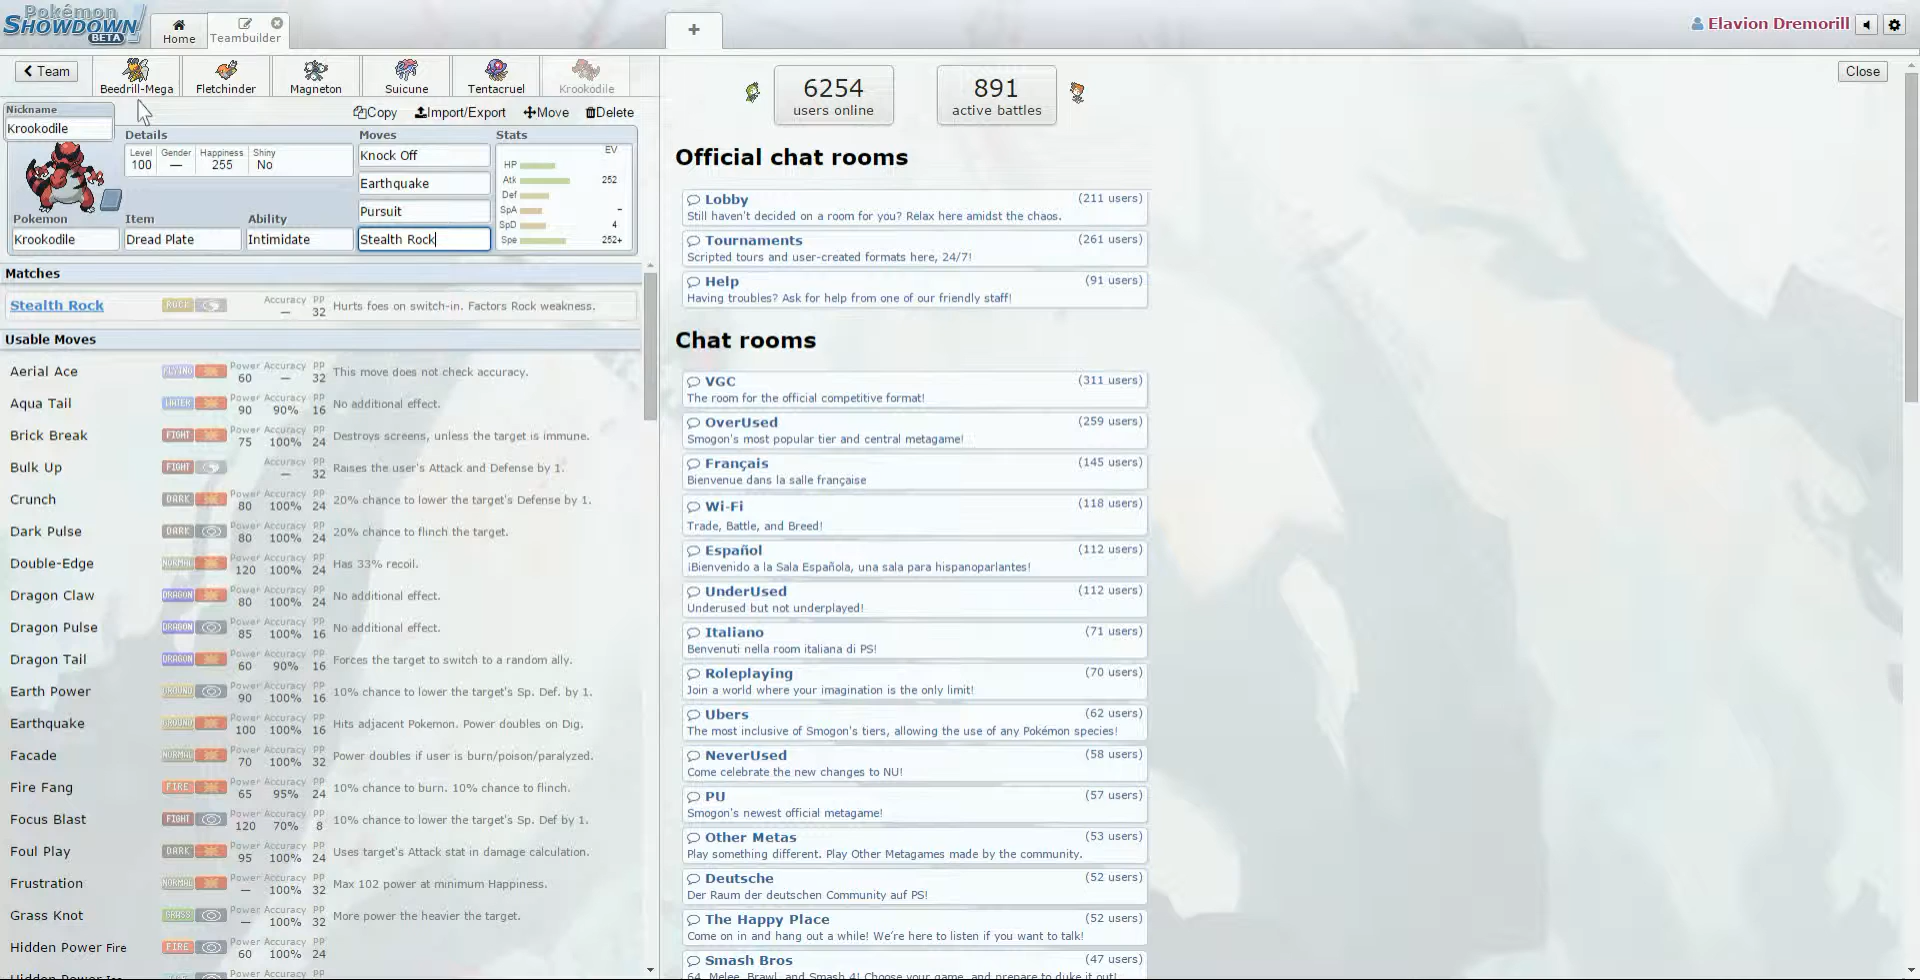 Pokémon
SHOWDOWN!
BETA
Home
Teambuilder
+
Elavion Dremorill
Team
Beedrill-Mega
Fletchinder
Magneton
Suicune
Tentacruel
Krookodile
Close
6254
users online
891
active battles
Nickname
Krookodile
Copy
Import/Export
Move
Delete
Details
Moves
Stats
Level
100
Gender
—
Happiness
255
Shiny
No
Knock Off
Earthquake
Pursuit
Stealth Rock
EV
HP
Atk 252
Def
SpA -
SpD 4
Spe 252+
Pokemon
Krookodile
Item
Dread Plate
Ability
Intimidate
Matches
Stealth Rock ROCK Accuracy — PP 32 Hurts foes on switch-in. Factors Rock weakness.
Usable Moves
Aerial Ace FLYING Power 60 Accuracy — PP 32 This move does not check accuracy.
Aqua Tail WATER Power 90 Accuracy 90% PP 16 No additional effect.
Brick Break FIGHT Power 75 Accuracy 100% PP 24 Destroys screens, unless the target is immune.
Bulk Up FIGHT Accuracy — PP 32 Raises the user's Attack and Defense by 1.
Crunch DARK Power 80 Accuracy 100% PP 24 20% chance to lower the target's Defense by 1.
Dark Pulse DARK Power 80 Accuracy 100% PP 24 20% chance to flinch the target.
Double-Edge NORMAL Power 120 Accuracy 100% PP 24 Has 33% recoil.
Dragon Claw DRAGON Power 80 Accuracy 100% PP 24 No additional effect.
Dragon Pulse DRAGON Power 85 Accuracy 100% PP 16 No additional effect.
Dragon Tail DRAGON Power 60 Accuracy 90% PP 16 Forces the target to switch to a random ally.
Earth Power GROUND Power 90 Accuracy 100% PP 16 10% chance to lower the target's Sp. Def. by 1.
Earthquake GROUND Power 100 Accuracy 100% PP 16 Hits adjacent Pokemon. Power doubles on Dig.
Facade NORMAL Power 70 Accuracy 100% PP 32 Power doubles if user is burn/poison/paralyzed.
Fire Fang FIRE Power 65 Accuracy 95% PP 24 10% chance to burn. 10% chance to flinch.
Focus Blast FIGHT Power 120 Accuracy 70% PP 8 10% chance to lower the target's Sp. Def by 1.
Foul Play DARK Power 95 Accuracy 100% PP 24 Uses target's Attack stat in damage calculation.
Frustration NORMAL Power — Accuracy 100% PP 32 Max 102 power at minimum Happiness.
Grass Knot GRASS Power — Accuracy 100% PP 32 More power the heavier the target.
Hidden Power Fire FIRE Power 60 Accuracy 100% PP 24
Hidden Power
Official chat rooms
Lobby (211 users)
Still haven't decided on a room for you? Relax here amidst the chaos.
Tournaments (261 users)
Scripted tours and user-created formats here, 24/7!
Help (91 users)
Having troubles? Ask for help from one of our friendly staff!
Chat rooms
VGC (311 users)
The room for the official competitive format!
OverUsed (259 users)
Smogon's most popular tier and central metagame!
Français (145 users)
Bienvenue dans la salle française
Wi-Fi (118 users)
Trade, Battle, and Breed!
Español (112 users)
¡Bienvenido a la Sala Española, una sala para hispanoparlantes!
UnderUsed (112 users)
Underused but not underplayed!
Italiano (71 users)
Benvenuti nella room italiana di PS!
Roleplaying (70 users)
Join a world where your imagination is the only limit!
Ubers (62 users)
The most inclusive of Smogon's tiers, allowing the use of any Pokémon species!
NeverUsed (58 users)
Come celebrate the new changes to NU!
PU (57 users)
Smogon's newest official metagame!
Other Metas (53 users)
Play something different. Play Other Metagames made by the community.
Deutsche (52 users)
Der Raum der deutschen Community auf PS!
The Happy Place (52 users)
Come on in and hang out a while! We're here to listen if you want to talk!
Smash Bros (47 users)
64, Melee, Brawl, and Smash 4! Choose your game, and prepare to duke it out!